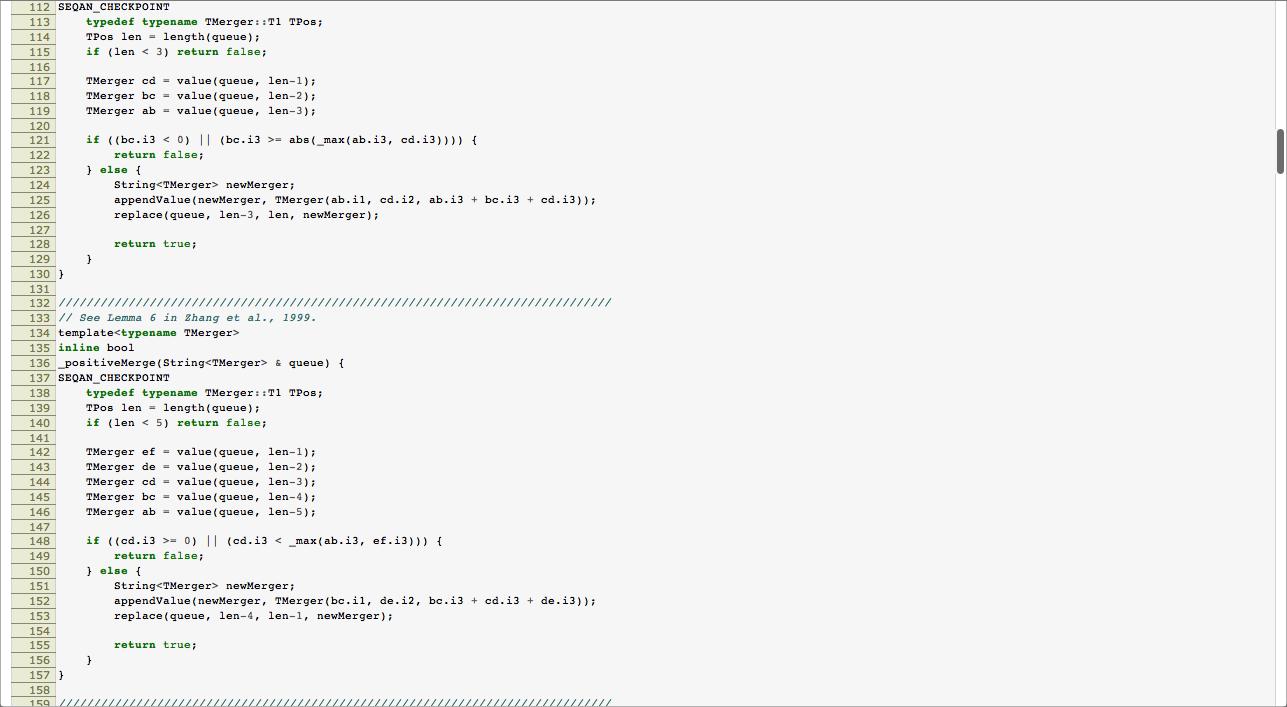 112 SEQAN_CHECKPOINT
113     typedef typename TMerger::T1 TPos;
114     TPos len = length(queue);
115     if (len < 3) return false;
116
117     TMerger cd = value(queue, len-1);
118     TMerger bc = value(queue, len-2);
119     TMerger ab = value(queue, len-3);
120
121     if ((bc.i3 < 0) || (bc.i3 >= abs(_max(ab.i3, cd.i3)))) {
122         return false;
123     } else {
124         String<TMerger> newMerger;
125         appendValue(newMerger, TMerger(ab.i1, cd.i2, ab.i3 + bc.i3 + cd.i3));
126         replace(queue, len-3, len, newMerger);
127
128         return true;
129     }
130 }
131
132 ///////////////////////////////////////////////////////////////////////////////
133 // See Lemma 6 in Zhang et al., 1999.
134 template<typename TMerger>
135 inline bool
136 _positiveMerge(String<TMerger> & queue) {
137 SEQAN_CHECKPOINT
138     typedef typename TMerger::T1 TPos;
139     TPos len = length(queue);
140     if (len < 5) return false;
141
142     TMerger ef = value(queue, len-1);
143     TMerger de = value(queue, len-2);
144     TMerger cd = value(queue, len-3);
145     TMerger bc = value(queue, len-4);
146     TMerger ab = value(queue, len-5);
147
148     if ((cd.i3 >= 0) || (cd.i3 < _max(ab.i3, ef.i3))) {
149         return false;
150     } else {
151         String<TMerger> newMerger;
152         appendValue(newMerger, TMerger(bc.i1, de.i2, bc.i3 + cd.i3 + de.i3));
153         replace(queue, len-4, len-1, newMerger);
154
155         return true;
156     }
157 }
158
159 ///////////////////////////////////////////////////////////////////////////////